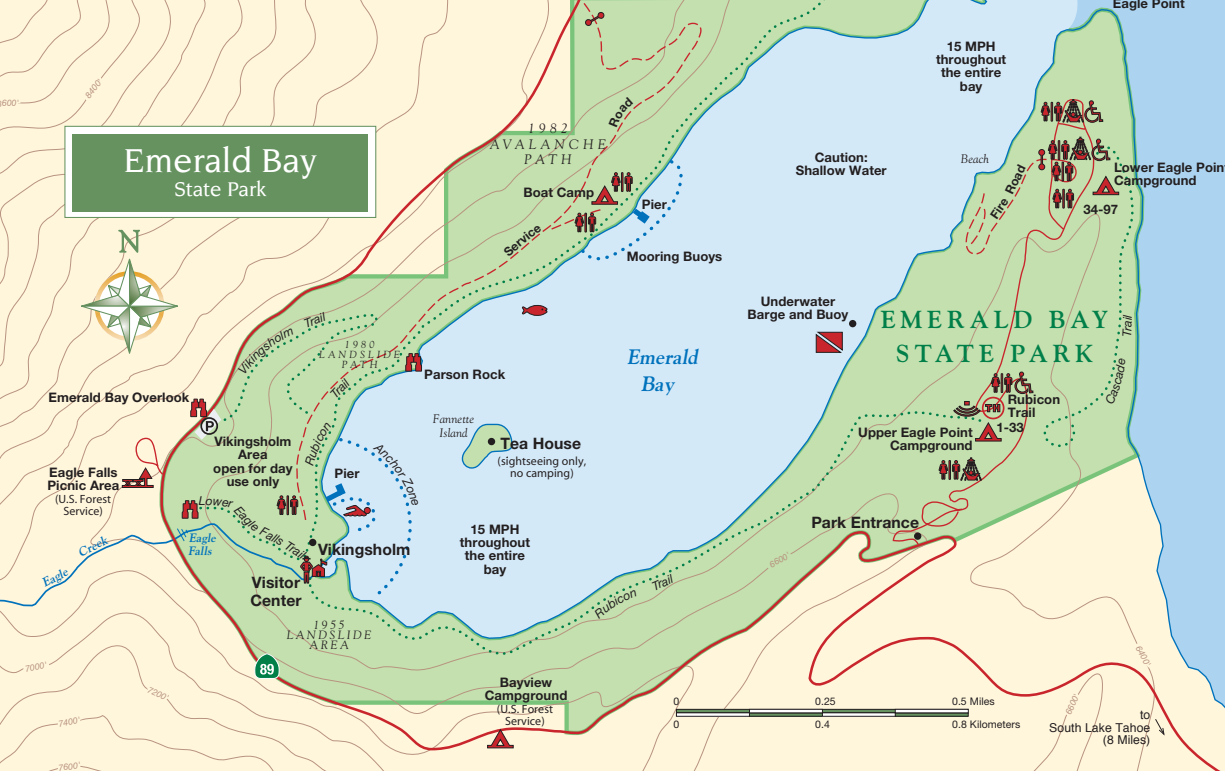 Eagle Point
15 MPH
throughout
the entire
bay
8400'
8600'
Emerald Bay
State Park
1982
AVALANCHE
PATH
Service Road
Boat Camp
Pier
Mooring Buoys
Caution:
Shallow Water
Beach
Fire Road
Lower Eagle Point
Campground
34-97
N
Underwater
Barge and Buoy
EMERALD BAY
STATE PARK
Cascade Trail
Vikingsholm Trail
1980
LANDSLIDE
PATH
Parson Rock
Emerald
Bay
Rubicon Trail
Emerald Bay Overlook
P
Vikingsholm
Area
open for day
use only
Fannette
Island
Tea House
(sightseeing only,
no camping)
TH
Rubicon
Trail
1-33
Upper Eagle Point
Campground
Eagle Falls
Picnic Area
(U.S. Forest
Service)
Pier
Anchor Zone
Lower Eagle Falls Trail
Eagle
Falls
Eagle Creek
Vikingsholm
Visitor
Center
15 MPH
throughout
the entire
bay
Park Entrance
6600'
Rubicon Trail
1955
LANDSLIDE
AREA
89
7000'
7200'
7400'
7600'
Bayview
Campground
(U.S. Forest
Service)
0 0.25 0.5 Miles
0 0.4 0.8 Kilometers
6400'
6600'
to
South Lake Tahoe
(8 Miles)